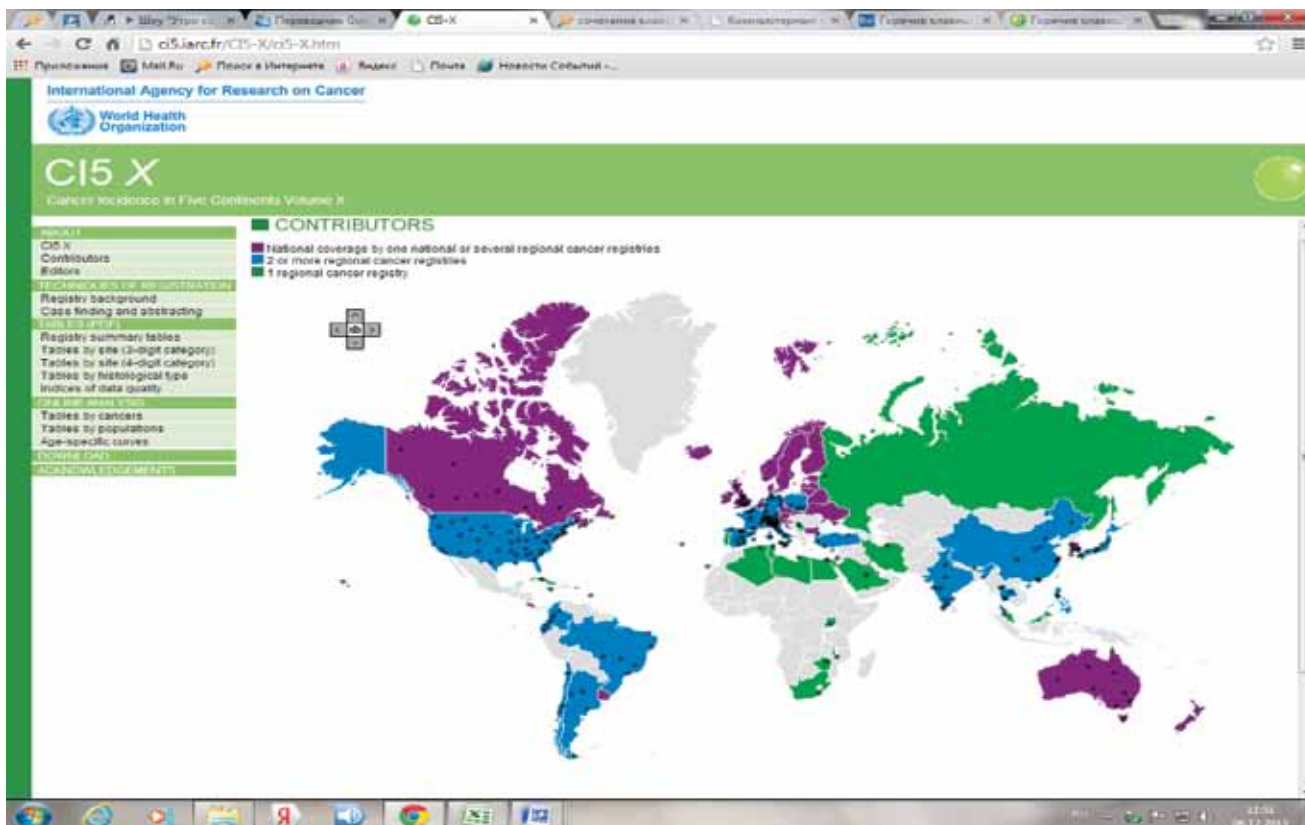 Шоу "Утро
CI5-X
ci5.iarc.fr/CI5-X/ci5-X.htm
Приложения Mail.Ru Поиск в Интернете Яндекс Почта Новости Событий -...
International Agency for Research on Cancer
World Health
Organization
CI5 X
Cancer Incidence in Five Continents Volume X
ABOUT
CI5 X
Contributors
Editors
TECHNIQUES OF REGISTRATION
Registry background
Case finding and abstracting
TABLES (PDF)
Registry summary tables
Tables by site (3-digit category)
Tables by site (4-digit category)
Tables by histological type
Indices of data quality
ONLINE ANALYSIS
Tables by cancers
Tables by populations
Age-specific curves
DOWNLOAD
ACKNOWLEDGEMENTS
CONTRIBUTORS
National coverage by one national or several regional cancer registries
2 or more regional cancer registries
1 regional cancer registry